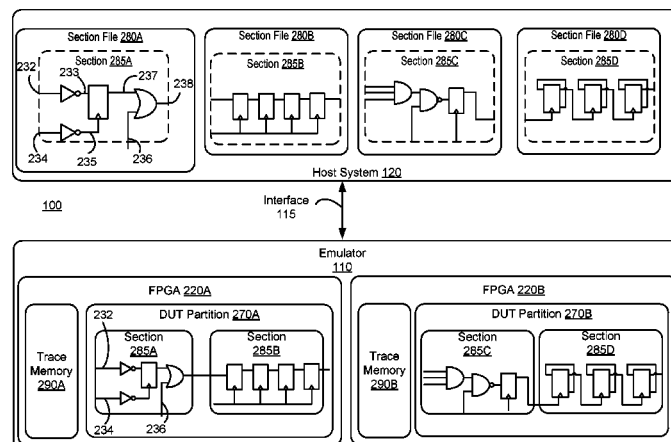 Section File 280A
Section File 280B
Section File 280C
Section File 280D
Section
285A
Section
285B
Section
285C
Section
285D
232
233
237
238
234
235
236
Host System 120
100
Interface
115
Emulator
110
FPGA 220A
FPGA 220B
232
DUT Partition 270A
DUT Partition 270B
Section
285A
Section
285B
Section
285C
Section
285D
Trace
Memory
290A
Trace
Memory
290B
234
236